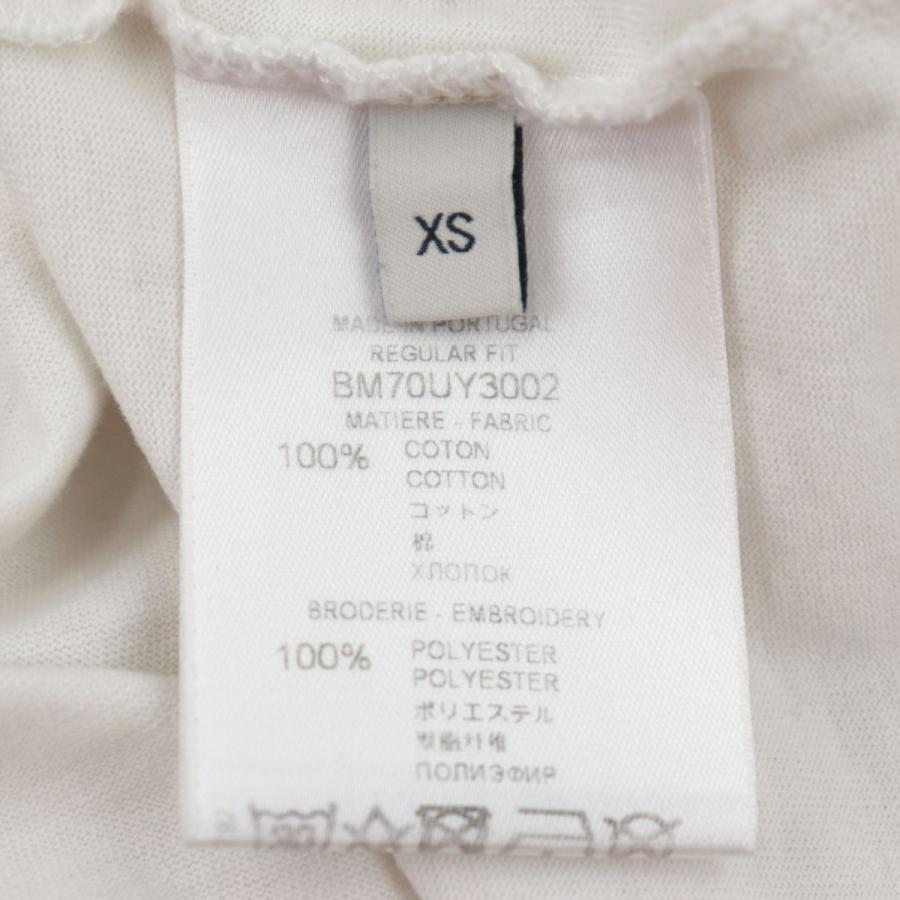 XS
MADE IN PORTUGAL
REGULAR FIT
BM70UY3002
MATIERE - FABRIC
100% COTON
COTTON
コットン
棉
ХЛОПОК
BRODERIE - EMBROIDERY
100% POLYESTER
POLYESTER
ポリエステル
聚脂纤维
ПОЛИЭФИР